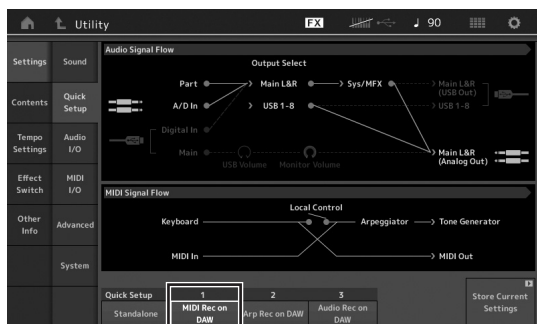 Utility
FX
90
Settings
Sound
Contents
Quick Setup
Tempo Settings
Audio I/O
Effect Switch
MIDI I/O
Other Info
Advanced
System
Audio Signal Flow
Output Select
Part
Main L&R
Sys/MFX
Main L&R (USB Out)
A/D In
USB 1-8
USB 1-8
Digital In
Main
USB Volume
Monitor Volume
Main L&R (Analog Out)
MIDI Signal Flow
Local Control
Keyboard
Arpeggiator
Tone Generator
MIDI In
MIDI Out
Quick Setup
1
2
3
Standalone
MIDI Rec on DAW
Arp Rec on DAW
Audio Rec on DAW
Store Current Settings